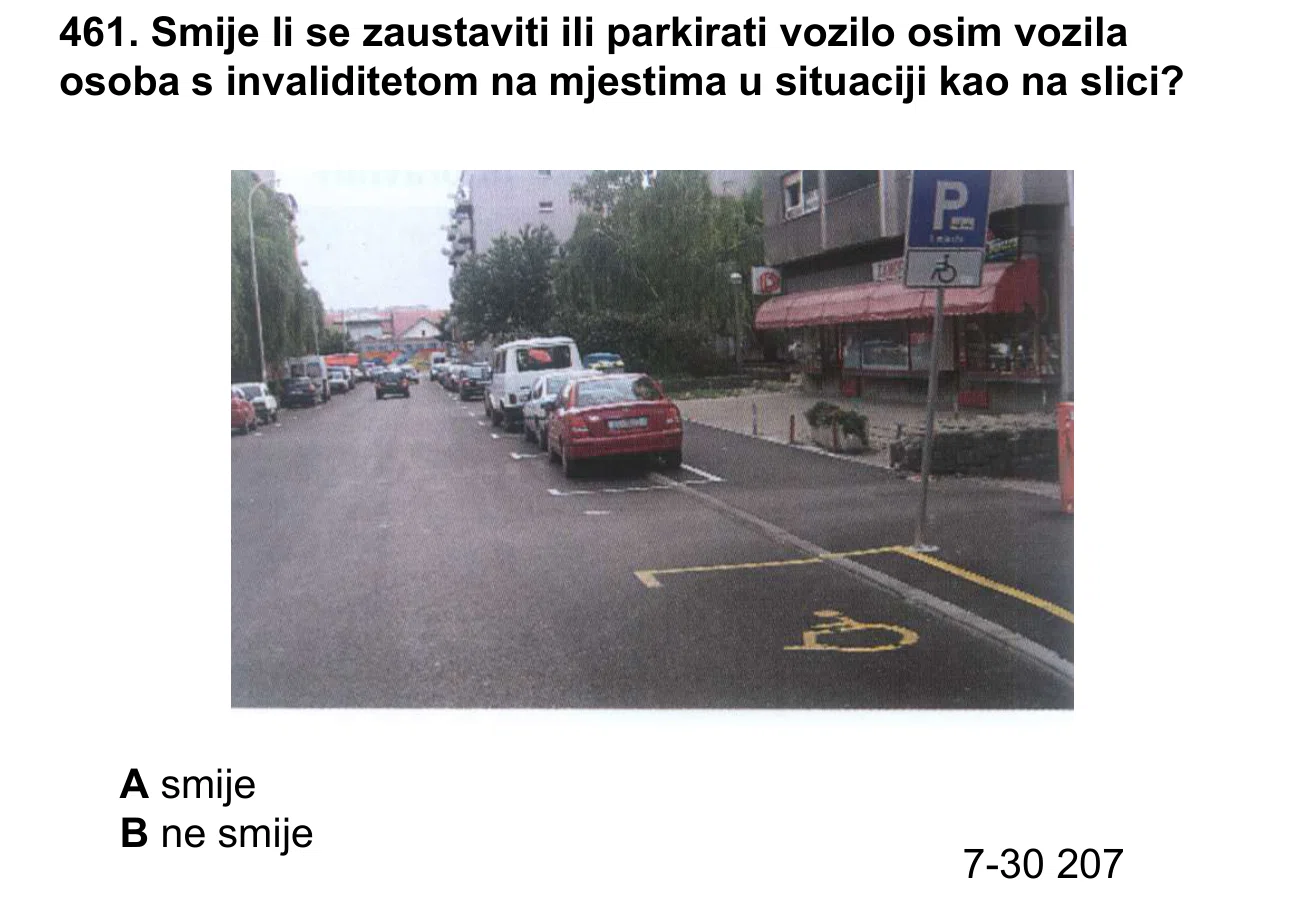 461. Smije li se zaustaviti ili parkirati vozilo osim vozila
osoba s invaliditetom na mjestima u situaciji kao na slici?
P
A smije
B ne smije
7-30 207